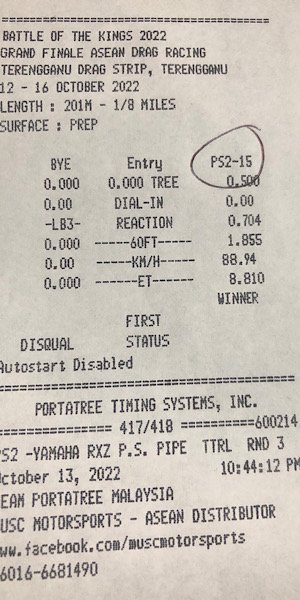 =============================
BATTLE OF THE KINGS 2022
GRAND FINALE ASEAN DRAG RACING
TERENGGANU DRAG STRIP, TERENGGANU
12 - 16 OCTOBER 2022
LENGTH : 201M - 1/8 MILES
SURFACE : PREP
BYE Entry PS2-15
0.000 0.000 TREE 0.500
0.00 DIAL-IN 0.00
-LB3- REACTION 0.704
0.000 ------60FT----- 1.855
0.00 ------KM/H------ 88.94
0.000 -------ET------ 8.810
WINNER
FIRST
DISQUAL STATUS
Autostart Disabled
=============================
PORTATREE TIMING SYSTEMS, INC.
=============== 417/418 ==========600214
PS2 -YAMAHA RXZ P.S. PIPE TTRL RND 3
October 13, 2022 10:44:12 PM
EAM PORTATREE MALAYSIA
USC MOTORSPORTS - ASEAN DISTRIBUTOR
ww.facebook.com/muscmotorsports
6016-6681490